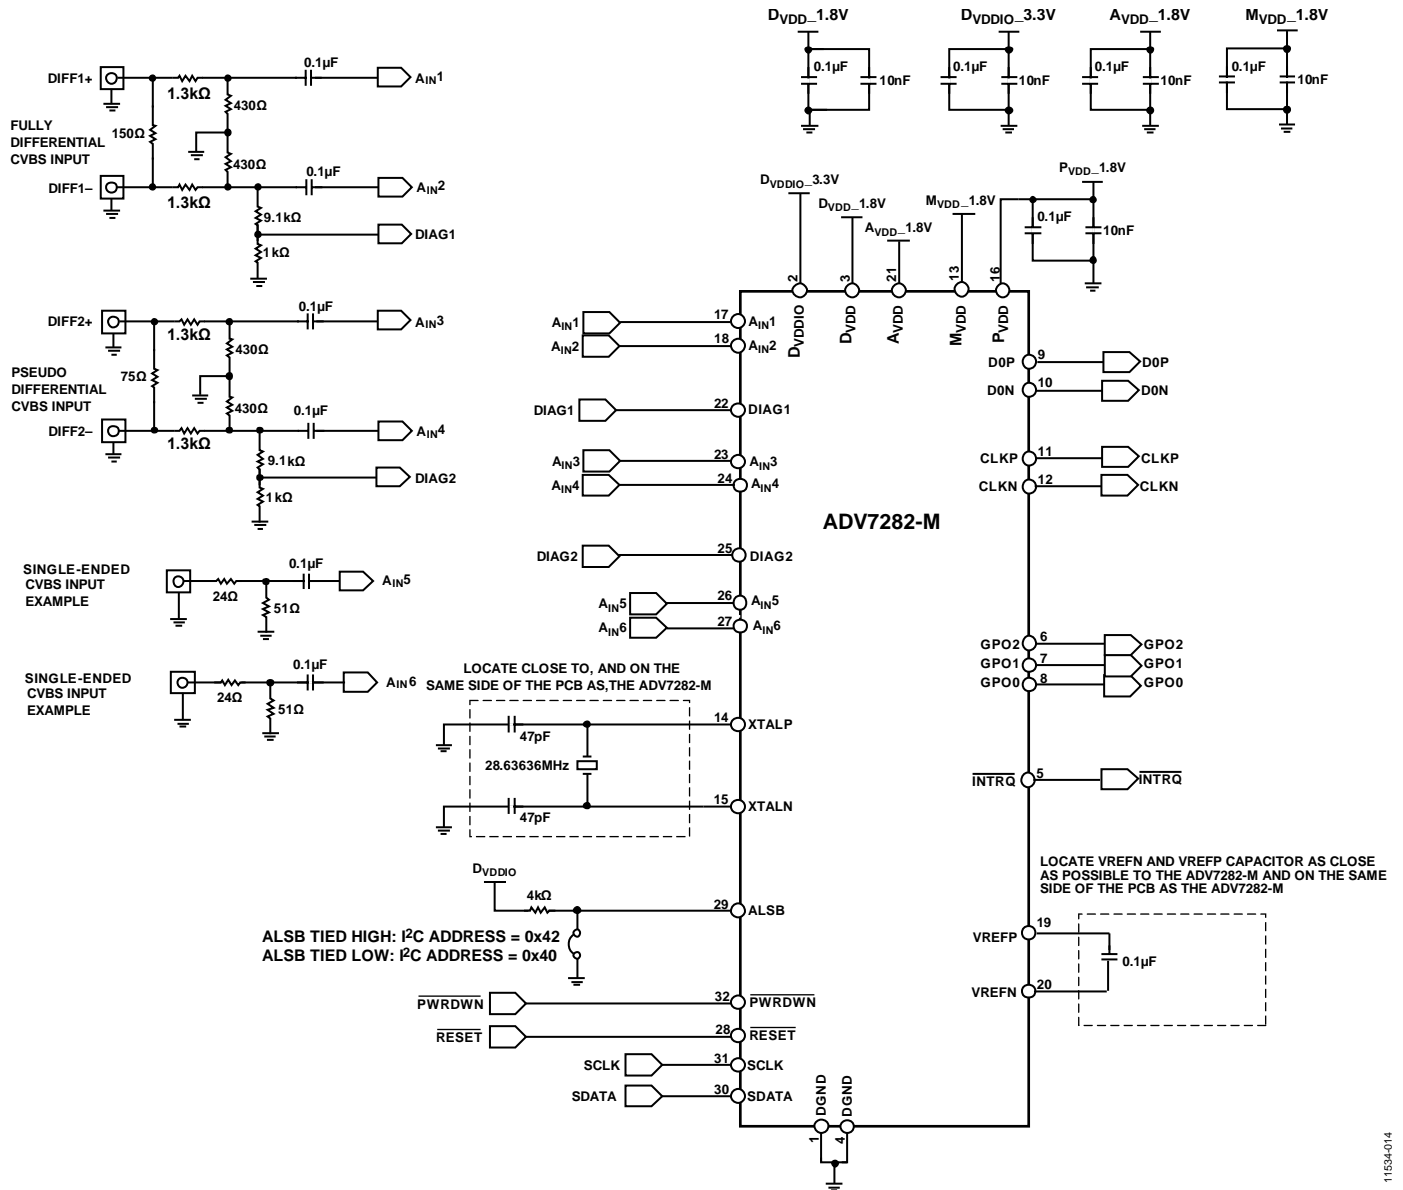 DVDD_1.8V
DVDDIO_3.3V
AVDD_1.8V
MVDD_1.8V
0.1µF
10nF
0.1µF
10nF
0.1µF
10nF
0.1µF
10nF
DIFF1+
1.3kΩ
0.1µF
AIN1
430Ω
FULLY
DIFFERENTIAL
CVBS INPUT
150Ω
430Ω
DIFF1–
1.3kΩ
0.1µF
AIN2
9.1kΩ
DIAG1
1kΩ
DIFF2+
1.3kΩ
0.1µF
AIN3
430Ω
PSEUDO
DIFFERENTIAL
CVBS INPUT
75Ω
430Ω
DIFF2–
1.3kΩ
0.1µF
AIN4
9.1kΩ
DIAG2
1kΩ
SINGLE-ENDED
CVBS INPUT
EXAMPLE
24Ω
0.1µF
51Ω
AIN5
SINGLE-ENDED
CVBS INPUT
EXAMPLE
24Ω
0.1µF
51Ω
AIN6
DVDDIO_3.3V
DVDD_1.8V
AVDD_1.8V
MVDD_1.8V
PVDD_1.8V
0.1µF
10nF
2
3
21
13
16
DVDDIO
DVDD
AVDD
MVDD
PVDD
AIN1
17
AIN1
AIN2
18
AIN2
DIAG1
22
DIAG1
AIN3
23
AIN3
AIN4
24
AIN4
DIAG2
25
DIAG2
AIN5
26
AIN5
AIN6
27
AIN6
ADV7282-M
D0P
9
D0P
D0N
10
D0N
CLKP
11
CLKP
CLKN
12
CLKN
GPO2
6
GPO2
GPO1
7
GPO1
GPO0
8
GPO0
INTRQ
5
INTRQ
LOCATE CLOSE TO, AND ON THE
SAME SIDE OF THE PCB AS,THE ADV7282-M
47pF
14
XTALP
28.63636MHz
47pF
15
XTALN
LOCATE VREFN AND VREFP CAPACITOR AS CLOSE
AS POSSIBLE TO THE ADV7282-M AND ON THE SAME
SIDE OF THE PCB AS THE ADV7282-M
VREFP
19
0.1µF
VREFN
20
DVDDIO
4kΩ
29
ALSB
ALSB TIED HIGH: I2C ADDRESS = 0x42
ALSB TIED LOW: I2C ADDRESS = 0x40
PWRDWN
32
PWRDWN
RESET
28
RESET
SCLK
31
SCLK
SDATA
30
SDATA
DGND
DGND
1
4
11534-014